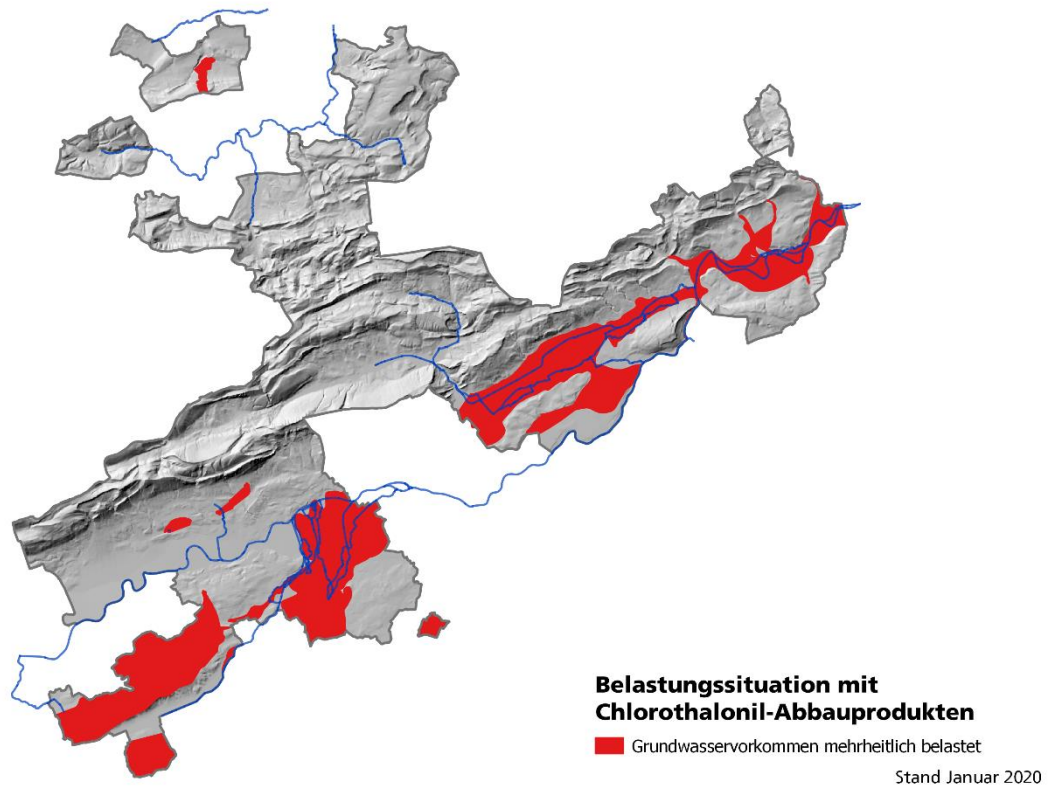 Belastungssituation mit
Chlorothalonil-Abbauprodukten
Grundwasservorkommen mehrheitlich belastet
Stand Januar 2020